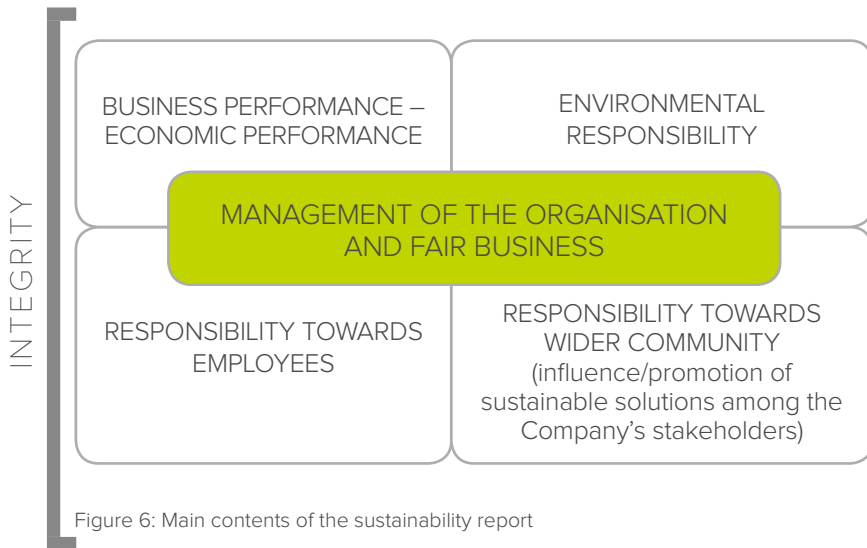 INTEGRITY
BUSINESS PERFORMANCE –
ECONOMIC PERFORMANCE
ENVIRONMENTAL
RESPONSIBILITY
MANAGEMENT OF THE ORGANISATION
AND FAIR BUSINESS
RESPONSIBILITY TOWARDS
EMPLOYEES
RESPONSIBILITY TOWARDS
WIDER COMMUNITY
(influence/promotion of
sustainable solutions among the
Company’s stakeholders)
Figure 6: Main contents of the sustainability report